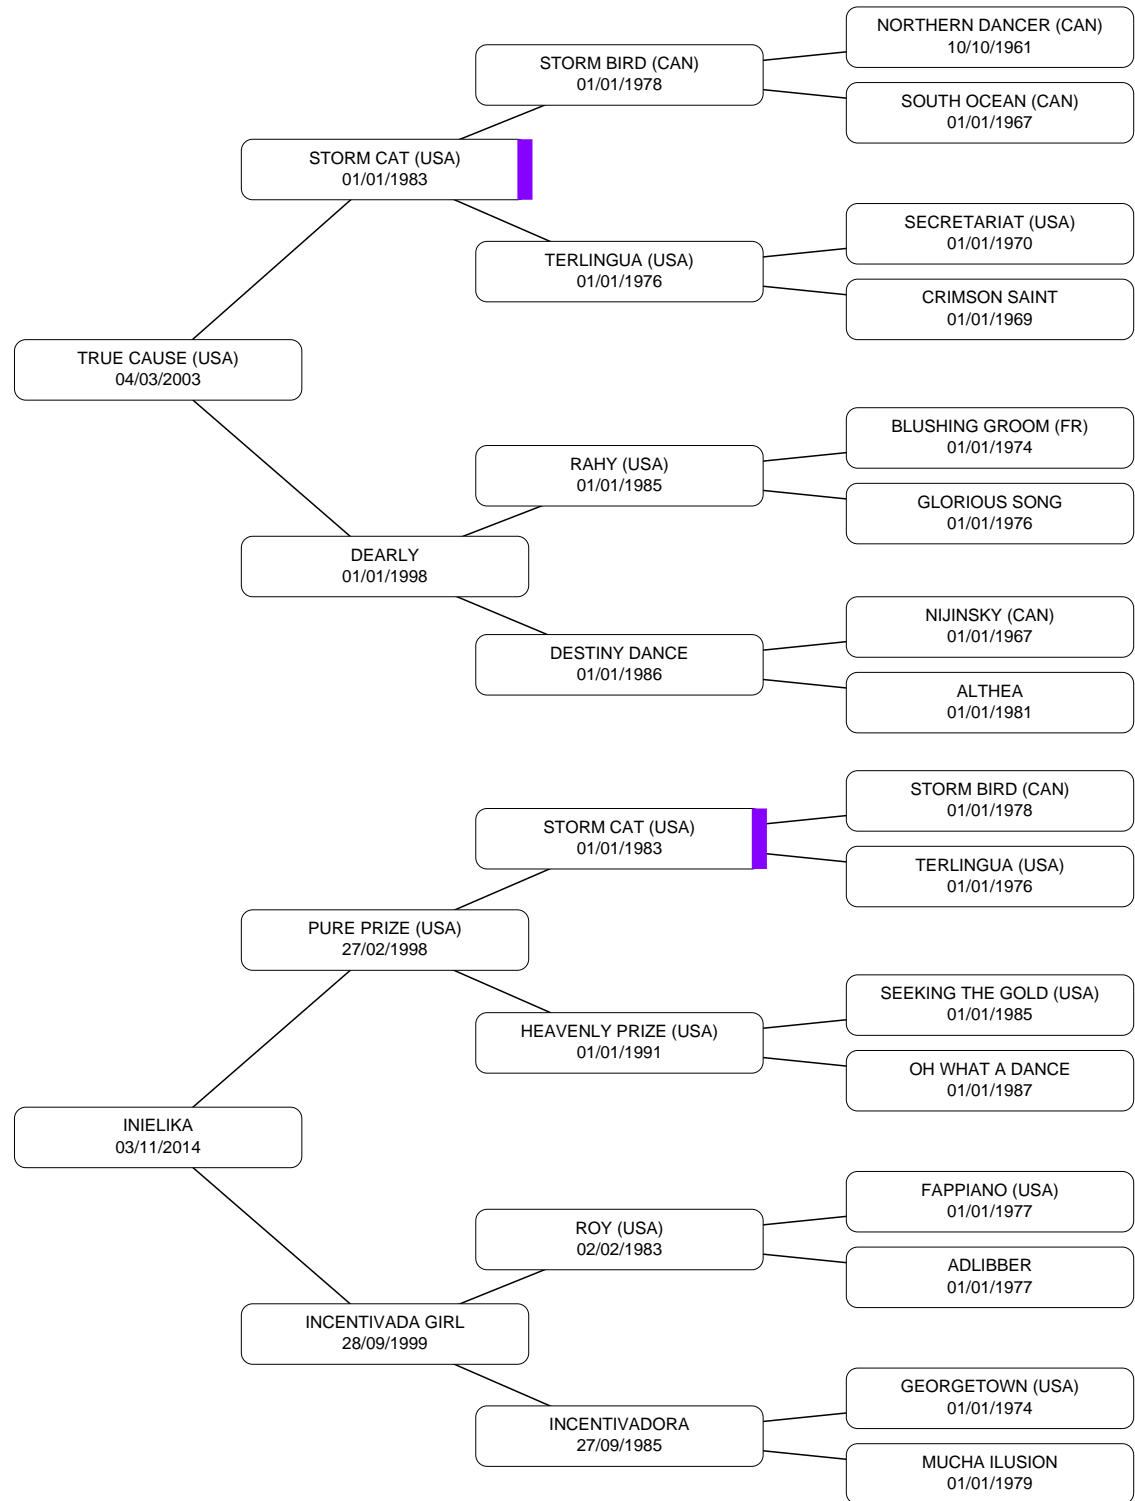 NORTHERN DANCER (CAN)
10/10/1961
STORM BIRD (CAN)
01/01/1978
SOUTH OCEAN (CAN)
01/01/1967
STORM CAT (USA)
01/01/1983
SECRETARIAT (USA)
01/01/1970
TERLINGUA (USA)
01/01/1976
CRIMSON SAINT
01/01/1969
TRUE CAUSE (USA)
04/03/2003
BLUSHING GROOM (FR)
01/01/1974
RAHY (USA)
01/01/1985
GLORIOUS SONG
01/01/1976
DEARLY
01/01/1998
NIJINSKY (CAN)
01/01/1967
DESTINY DANCE
01/01/1986
ALTHEA
01/01/1981
STORM BIRD (CAN)
01/01/1978
STORM CAT (USA)
01/01/1983
TERLINGUA (USA)
01/01/1976
PURE PRIZE (USA)
27/02/1998
SEEKING THE GOLD (USA)
01/01/1985
HEAVENLY PRIZE (USA)
01/01/1991
OH WHAT A DANCE
01/01/1987
INIELIKA
03/11/2014
FAPPIANO (USA)
01/01/1977
ROY (USA)
02/02/1983
ADLIBBER
01/01/1977
INCENTIVADA GIRL
28/09/1999
GEORGETOWN (USA)
01/01/1974
INCENTIVADORA
27/09/1985
MUCHA ILUSION
01/01/1979